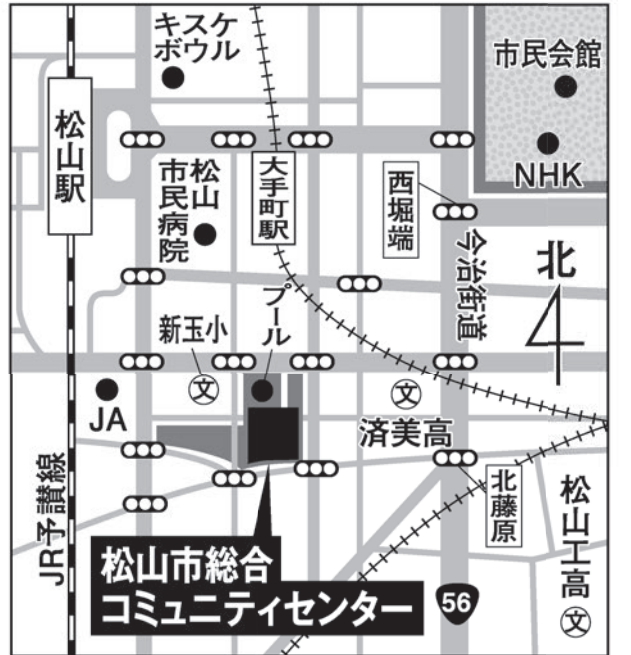 キスケ
ボウル
市民会館
NHK
松山駅
松山
市民病院
大手町駅
西堀端
今治街道
北
プール
新玉小
文
JA
文
済美高
JR予讃線
北藤原
松山工高
文
松山市総合
コミュニティセンター
56